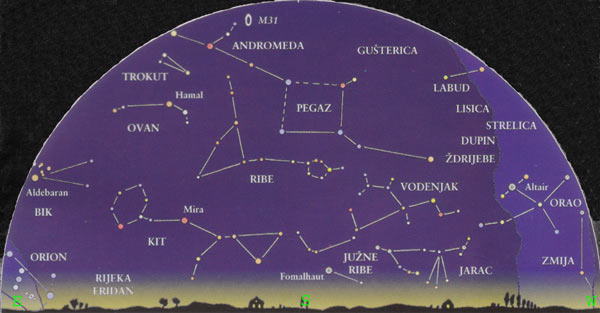 M31
ANDROMEDA
GUŠTERICA
TROKUT
LABUD
Hamal
PEGAZ
LISICA
OVAN
STRELICA
DUPIN
ŽDRIJEBE
RIBE
VODENJAK
Altair
Aldebaran
ORAO
BIK
Mira
KIT
ORION
JUŽNE
RIBE
ZMIJA
RIJEKA
ERIDAN
Fomalhaut
JARAC